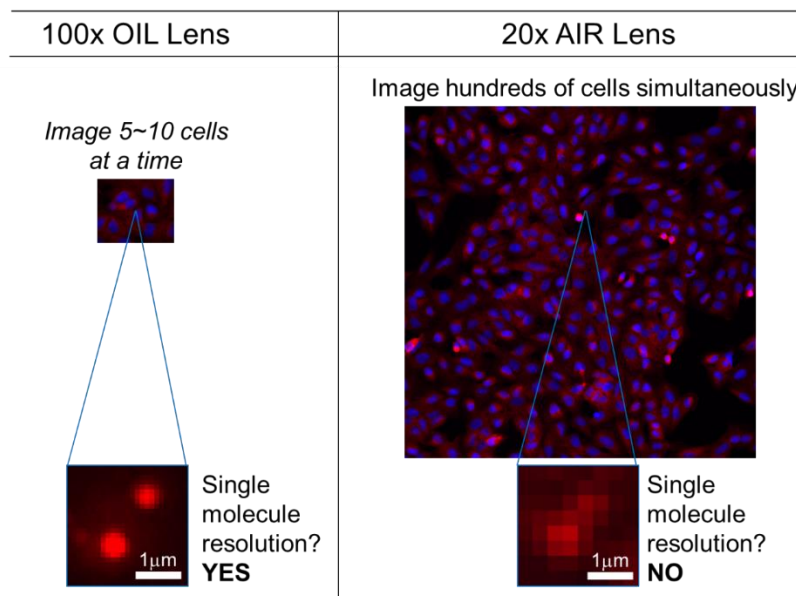 100x OIL Lens
20x AIR Lens
Image 5~10 cells
at a time
Image hundreds of cells simultaneously
Single
molecule
resolution?
YES
1μm
Single
molecule
resolution?
NO
1μm